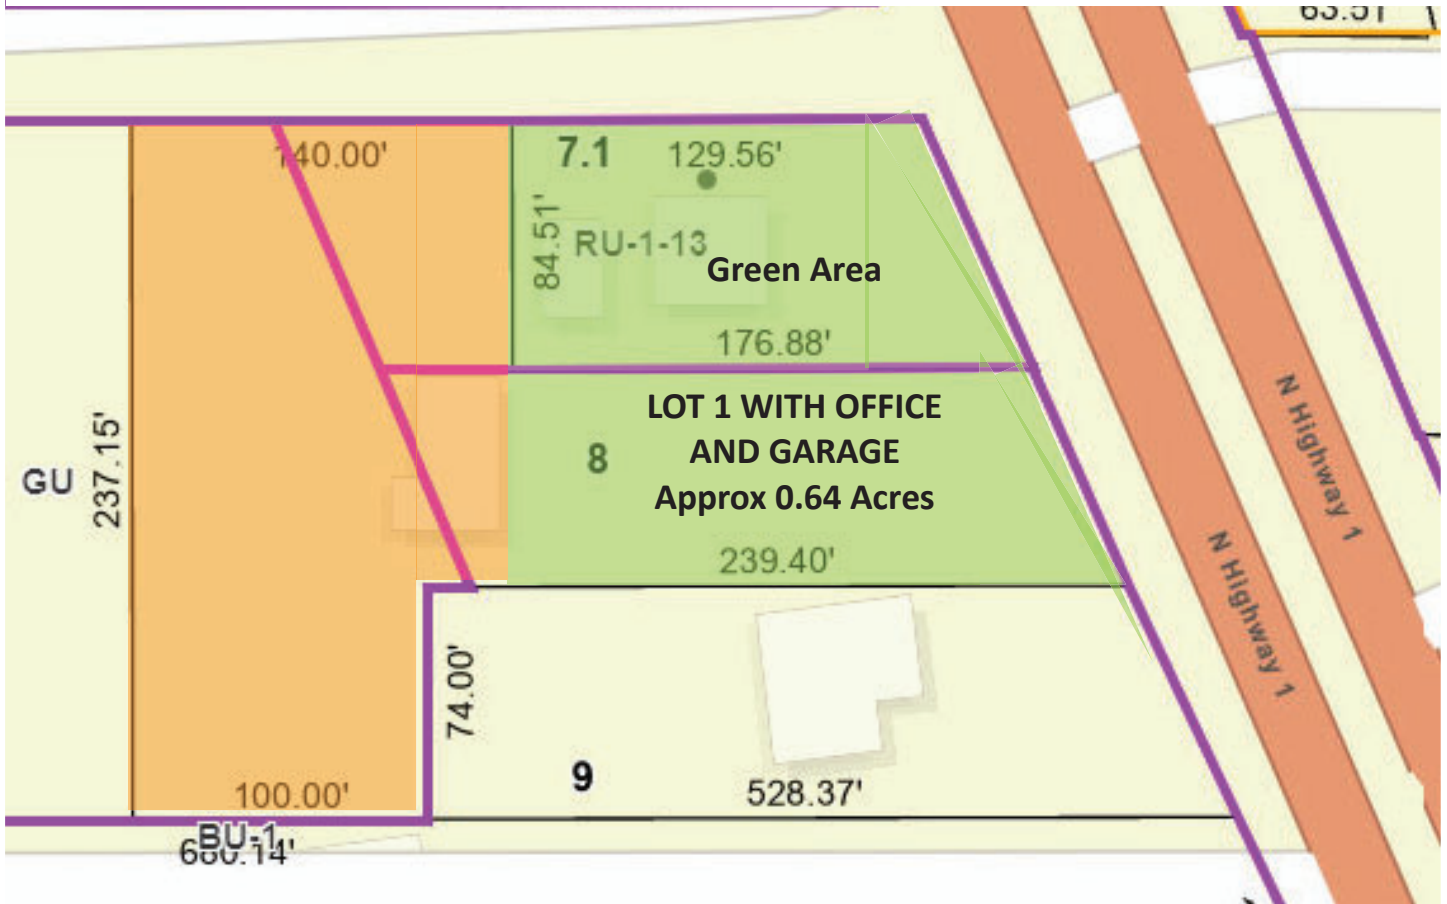 63.51
140.00'
7.1
129.56'
84.51'
RU-1-13
Green Area
176.88'
LOT 1 WITH OFFICE
AND GARAGE
Approx 0.64 Acres
8
GU
237.15'
239.40'
N Highway 1
N Highway 1
74.00'
9
100.00'
528.37'
BU-1
660.14'